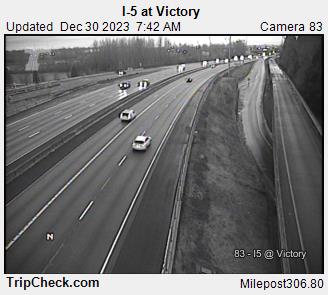 I-5 at Victory
Updated Dec 30 2023 7:42 AM Camera 83
N
83 - I5 @ Victory
TripCheck.com Milepost306.80